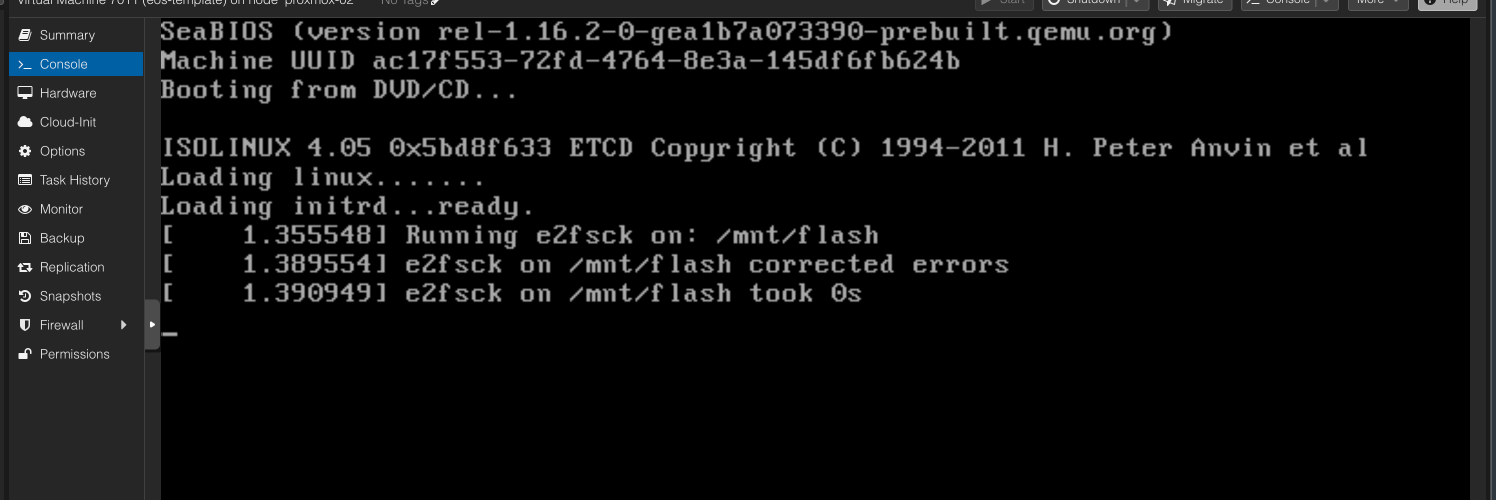 Virtual Machine 7011 (eos-template) on node 'proxmox-02' No Tags Start Shutdown Migrate Console More Help
Summary
Console
Hardware
Cloud-Init
Options
Task History
Monitor
Backup
Replication
Snapshots
Firewall
Permissions
SeaBIOS (version rel-1.16.2-0-gea1b7a073390-prebuilt.qemu.org)
Machine UUID ac17f553-72fd-4764-8e3a-145df6fb624b
Booting from DVD/CD...
ISOLINUX 4.05 0x5bd8f633 ETCD Copyright (C) 1994-2011 H. Peter Anvin et al
Loading linux.......
Loading initrd...ready.
[    1.355548] Running e2fsck on: /mnt/flash
[    1.389554] e2fsck on /mnt/flash corrected errors
[    1.390949] e2fsck on /mnt/flash took 0s